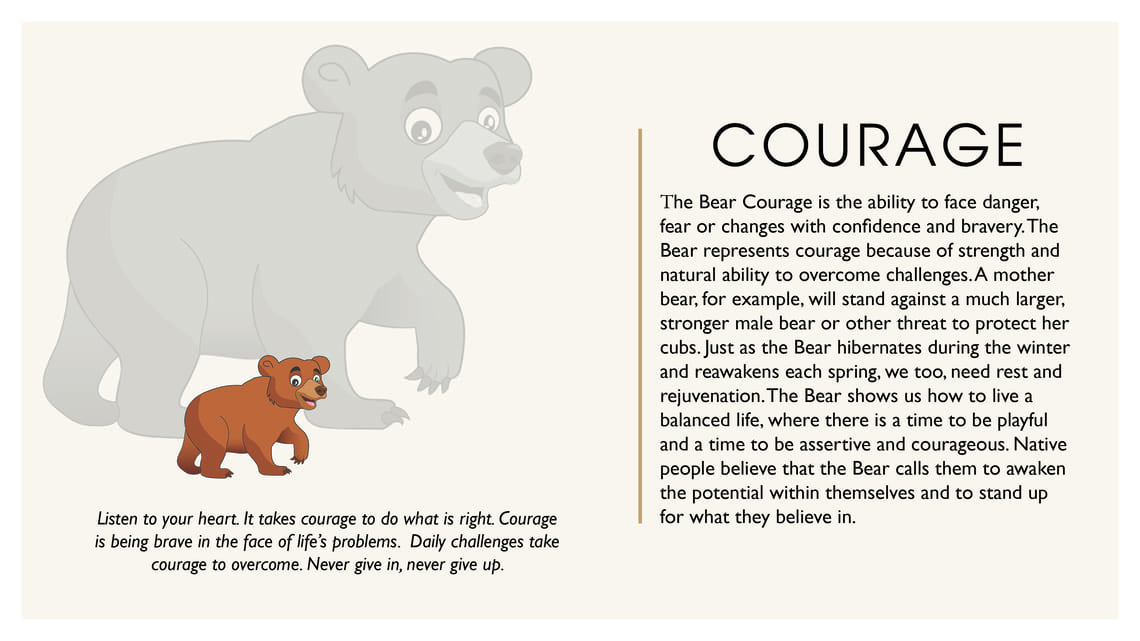 COURAGE
The Bear Courage is the ability to face danger,
fear or changes with confidence and bravery. The
Bear represents courage because of strength and
natural ability to overcome challenges. A mother
bear, for example, will stand against a much larger,
stronger male bear or other threat to protect her
cubs. Just as the Bear hibernates during the winter
and reawakens each spring, we too, need rest and
rejuvenation. The Bear shows us how to live a
balanced life, where there is a time to be playful
and a time to be assertive and courageous. Native
people believe that the Bear calls them to awaken
the potential within themselves and to stand up
for what they believe in.
Listen to your heart. It takes courage to do what is right. Courage
is being brave in the face of life's problems.  Daily challenges take
courage to overcome. Never give in, never give up.